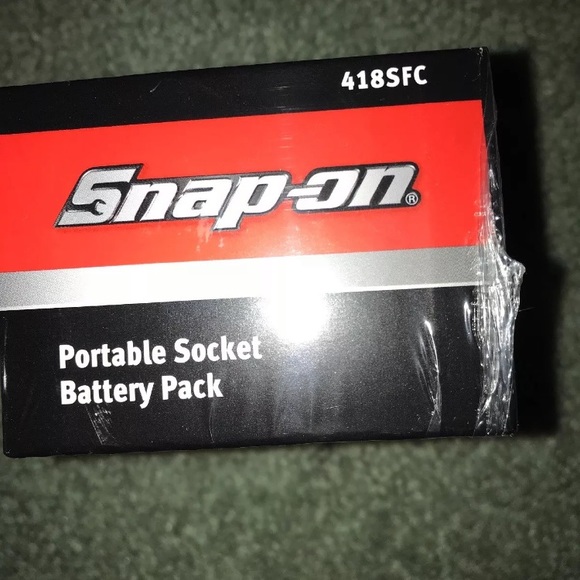 418SFC
Snap-on®
Portable Socket
Battery Pack